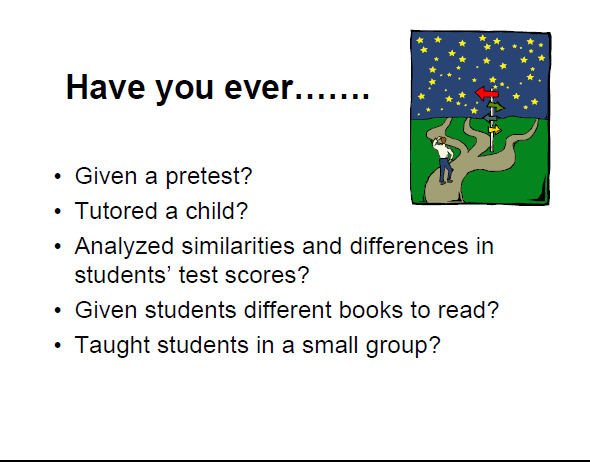 Have you ever.......
• Given a pretest?
• Tutored a child?
• Analyzed similarities and differences in
students’ test scores?
• Given students different books to read?
• Taught students in a small group?